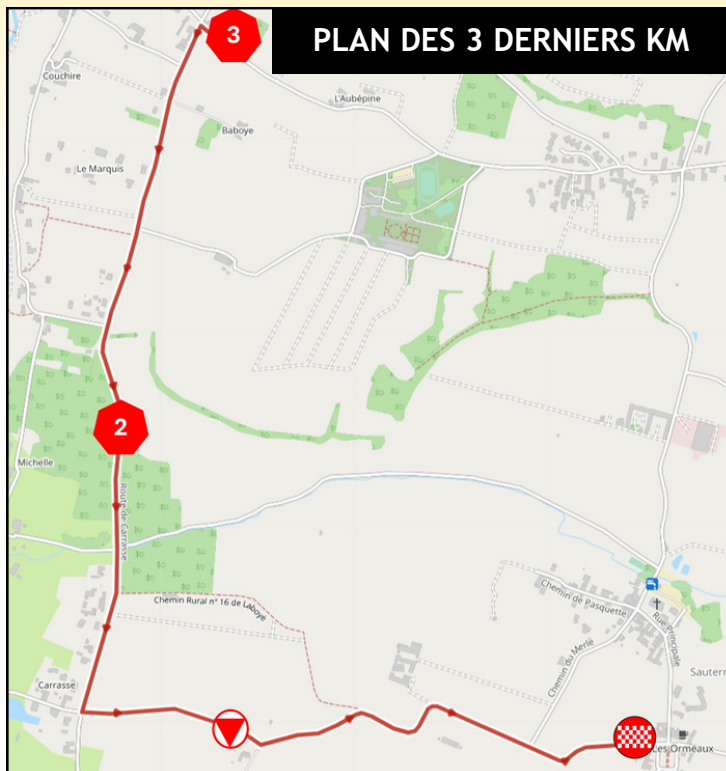 PLAN DES 3 DERNIERS KM
3
Couchire
L'Aubépine
Baboye
Le Marquis
2
Michelle
Route de Carrasse
Chemin Rural n° 16 de Laboye
Chemin de Pasquette
Rue Principale
Chemin du Merle
Sautern
Carrasse
Les Ormeaux